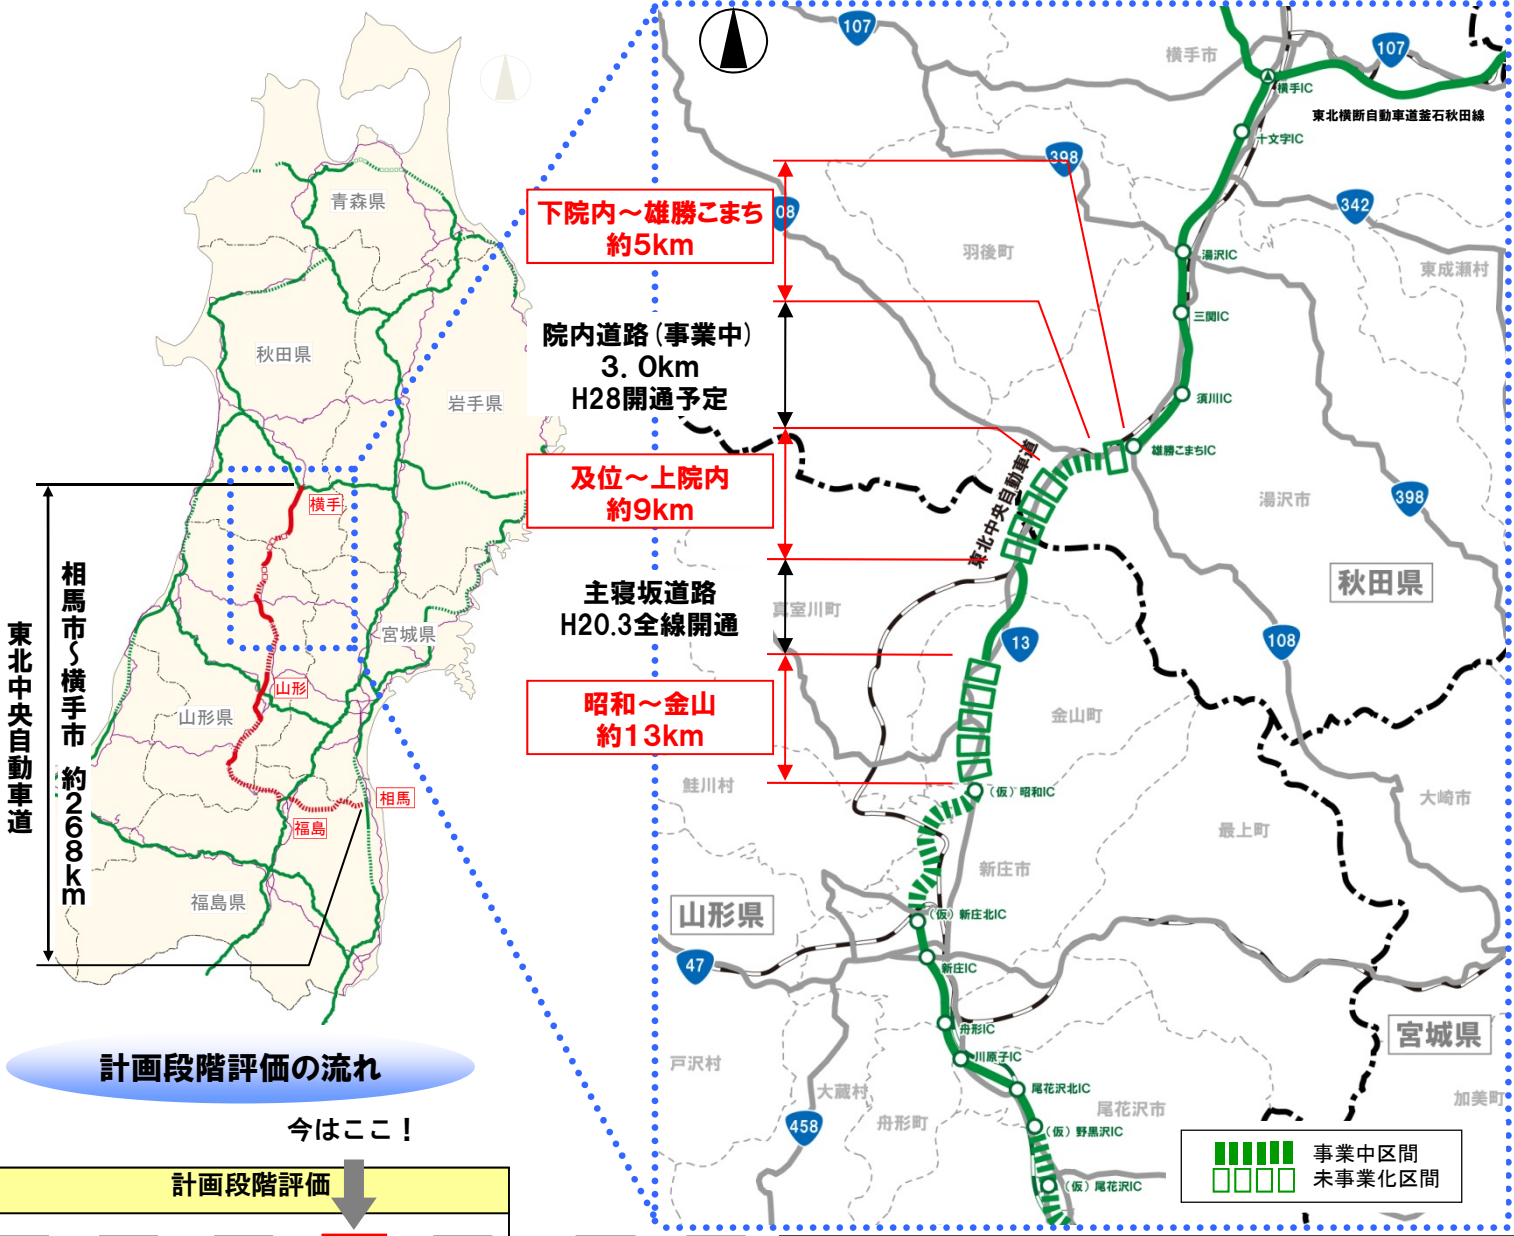 青森県
秋田県
岩手県
横手
宮城県
山形
山形県
相馬
福島
福島県
東北中央自動車道
相馬市～横手市 約268km
計画段階評価の流れ
今はここ！
計画段階評価
下院内～雄勝こまち
約5km
院内道路(事業中)
3.0km
H28開通予定
及位～上院内
約9km
主寝坂道路
H20.3全線開通
昭和～金山
約13km
107
横手市
107
横手IC
東北横断自動車道釜石秋田線
十文字IC
398
08
342
羽後町
湯沢IC
東成瀬村
三関IC
須川IC
雄勝こまちIC
東北中央自動車道
湯沢市
398
秋田県
真室川町
13
108
金山町
鮭川村
(仮)昭和IC
大崎市
最上町
新庄市
山形県
(仮)新庄北IC
47
新庄IC
舟形IC
宮城県
川原子IC
戸沢村
大蔵村
尾花沢北IC
尾花沢市
加美町
458
舟形町
(仮)野黒沢IC
(仮)尾花沢IC
事業中区間
未事業化区間